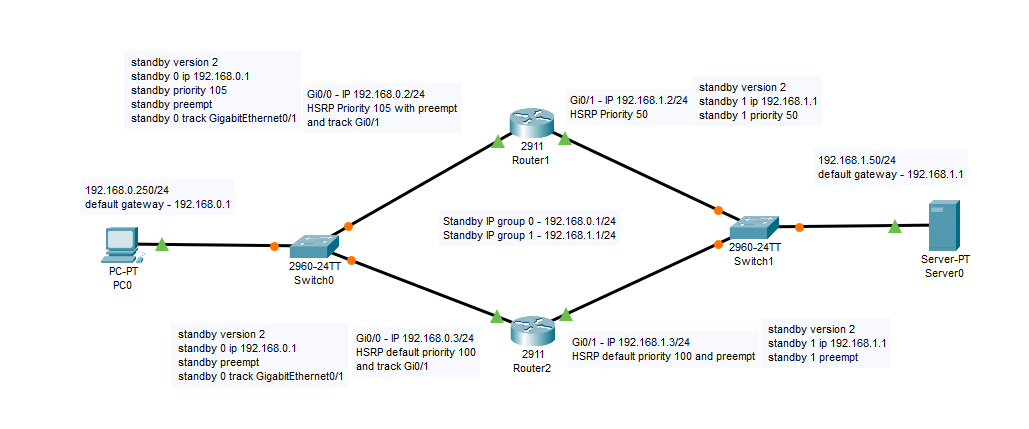 standby version 2
standby 0 ip 192.168.0.1
standby priority 105
standby preempt
standby 0 track GigabitEthernet0/1
Gi0/0 - IP 192.168.0.2/24
HSRP Priority 105 with preempt
and track Gi0/1
Gi0/1 - IP 192.168.1.2/24
HSRP Priority 50
standby version 2
standby 1 ip 192.168.1.1
standby 1 priority 50
2911
Router1
192.168.0.250/24
default gateway - 192.168.0.1
192.168.1.50/24
default gateway - 192.168.1.1
Standby IP group 0 - 192.168.0.1/24
Standby IP group 1 - 192.168.1.1/24
PC-PT
PC0
2960-24TT
Switch0
2960-24TT
Switch1
Server-PT
Server0
standby version 2
standby 0 ip 192.168.0.1
standby preempt
standby 0 track GigabitEthernet0/1
Gi0/0 - IP 192.168.0.3/24
HSRP default priority 100
and track Gi0/1
2911
Router2
Gi0/1 - IP 192.168.1.3/24
HSRP default priority 100 and preempt
standby version 2
standby 1 ip 192.168.1.1
standby 1 preempt